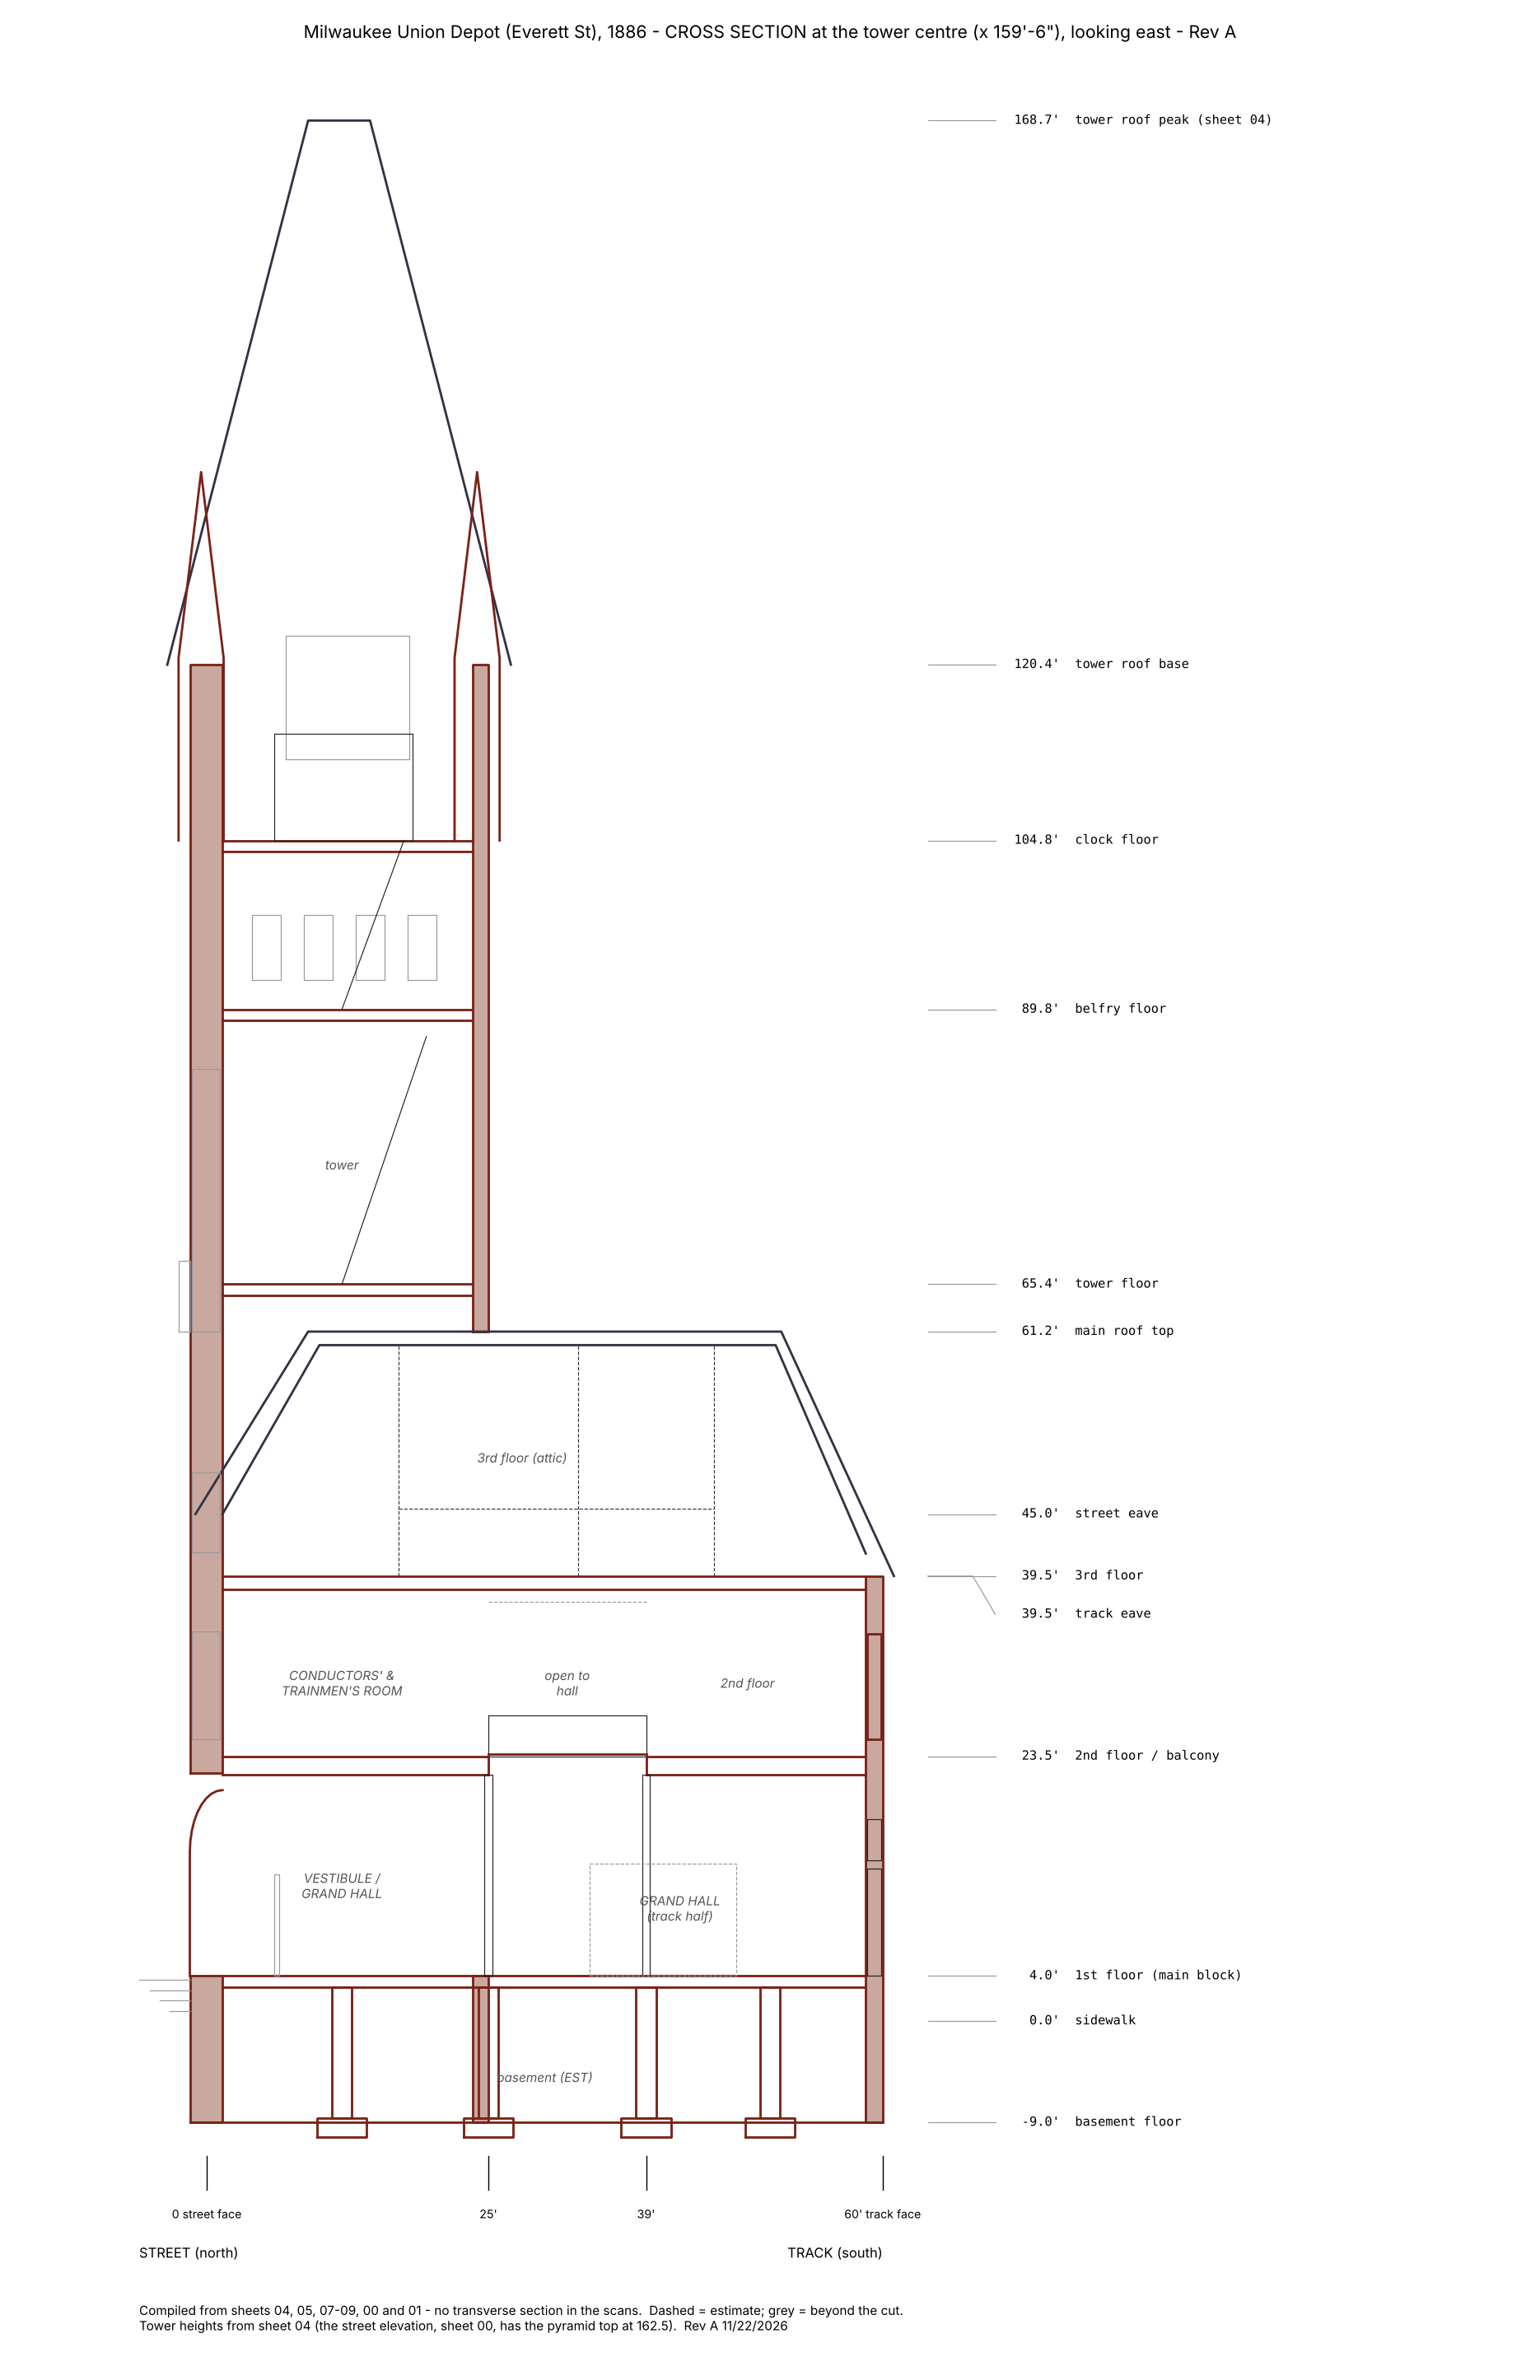 Milwaukee Union Depot (Everett St), 1886 - CROSS SECTION at the tower centre (x 159'-6"), looking east - Rev A
168.7' tower roof peak (sheet 04)
120.4' tower roof base
104.8' clock floor
89.8' belfry floor
tower
65.4' tower floor
61.2' main roof top
3rd floor (attic)
45.0' street eave
39.5' 3rd floor
39.5' track eave
CONDUCTORS' &
TRAINMEN'S ROOM
open to
hall
2nd floor
23.5' 2nd floor / balcony
VESTIBULE /
GRAND HALL
GRAND HALL
(track half)
4.0' 1st floor (main block)
0.0' sidewalk
basement (EST)
-9.0' basement floor
0 street face
25'
39'
60' track face
STREET (north)
TRACK (south)
Compiled from sheets 04, 05, 07-09, 00 and 01 - no transverse section in the scans. Dashed = estimate; grey = beyond the cut.
Tower heights from sheet 04 (the street elevation, sheet 00, has the pyramid top at 162.5). Rev A 11/22/2026